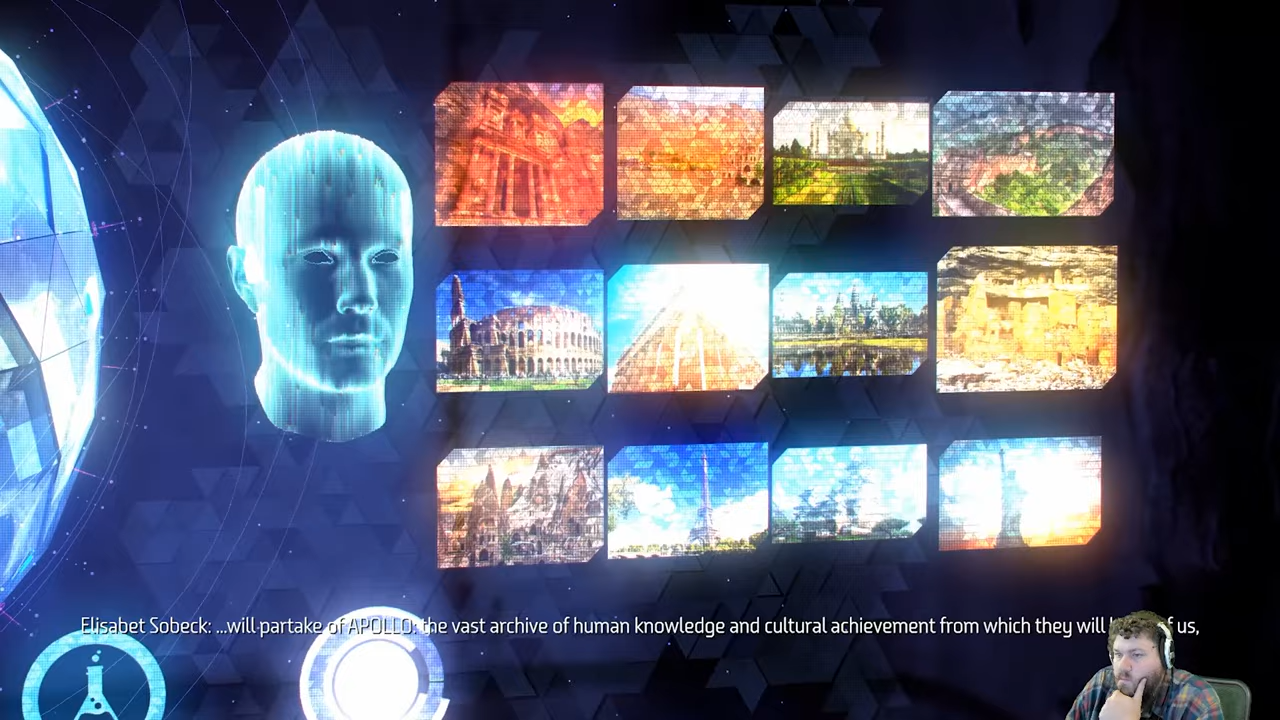 Elisabet Sobeck: ...will partake of APOLLO: the vast archive of human knowledge and cultural achievement from which they will of us,